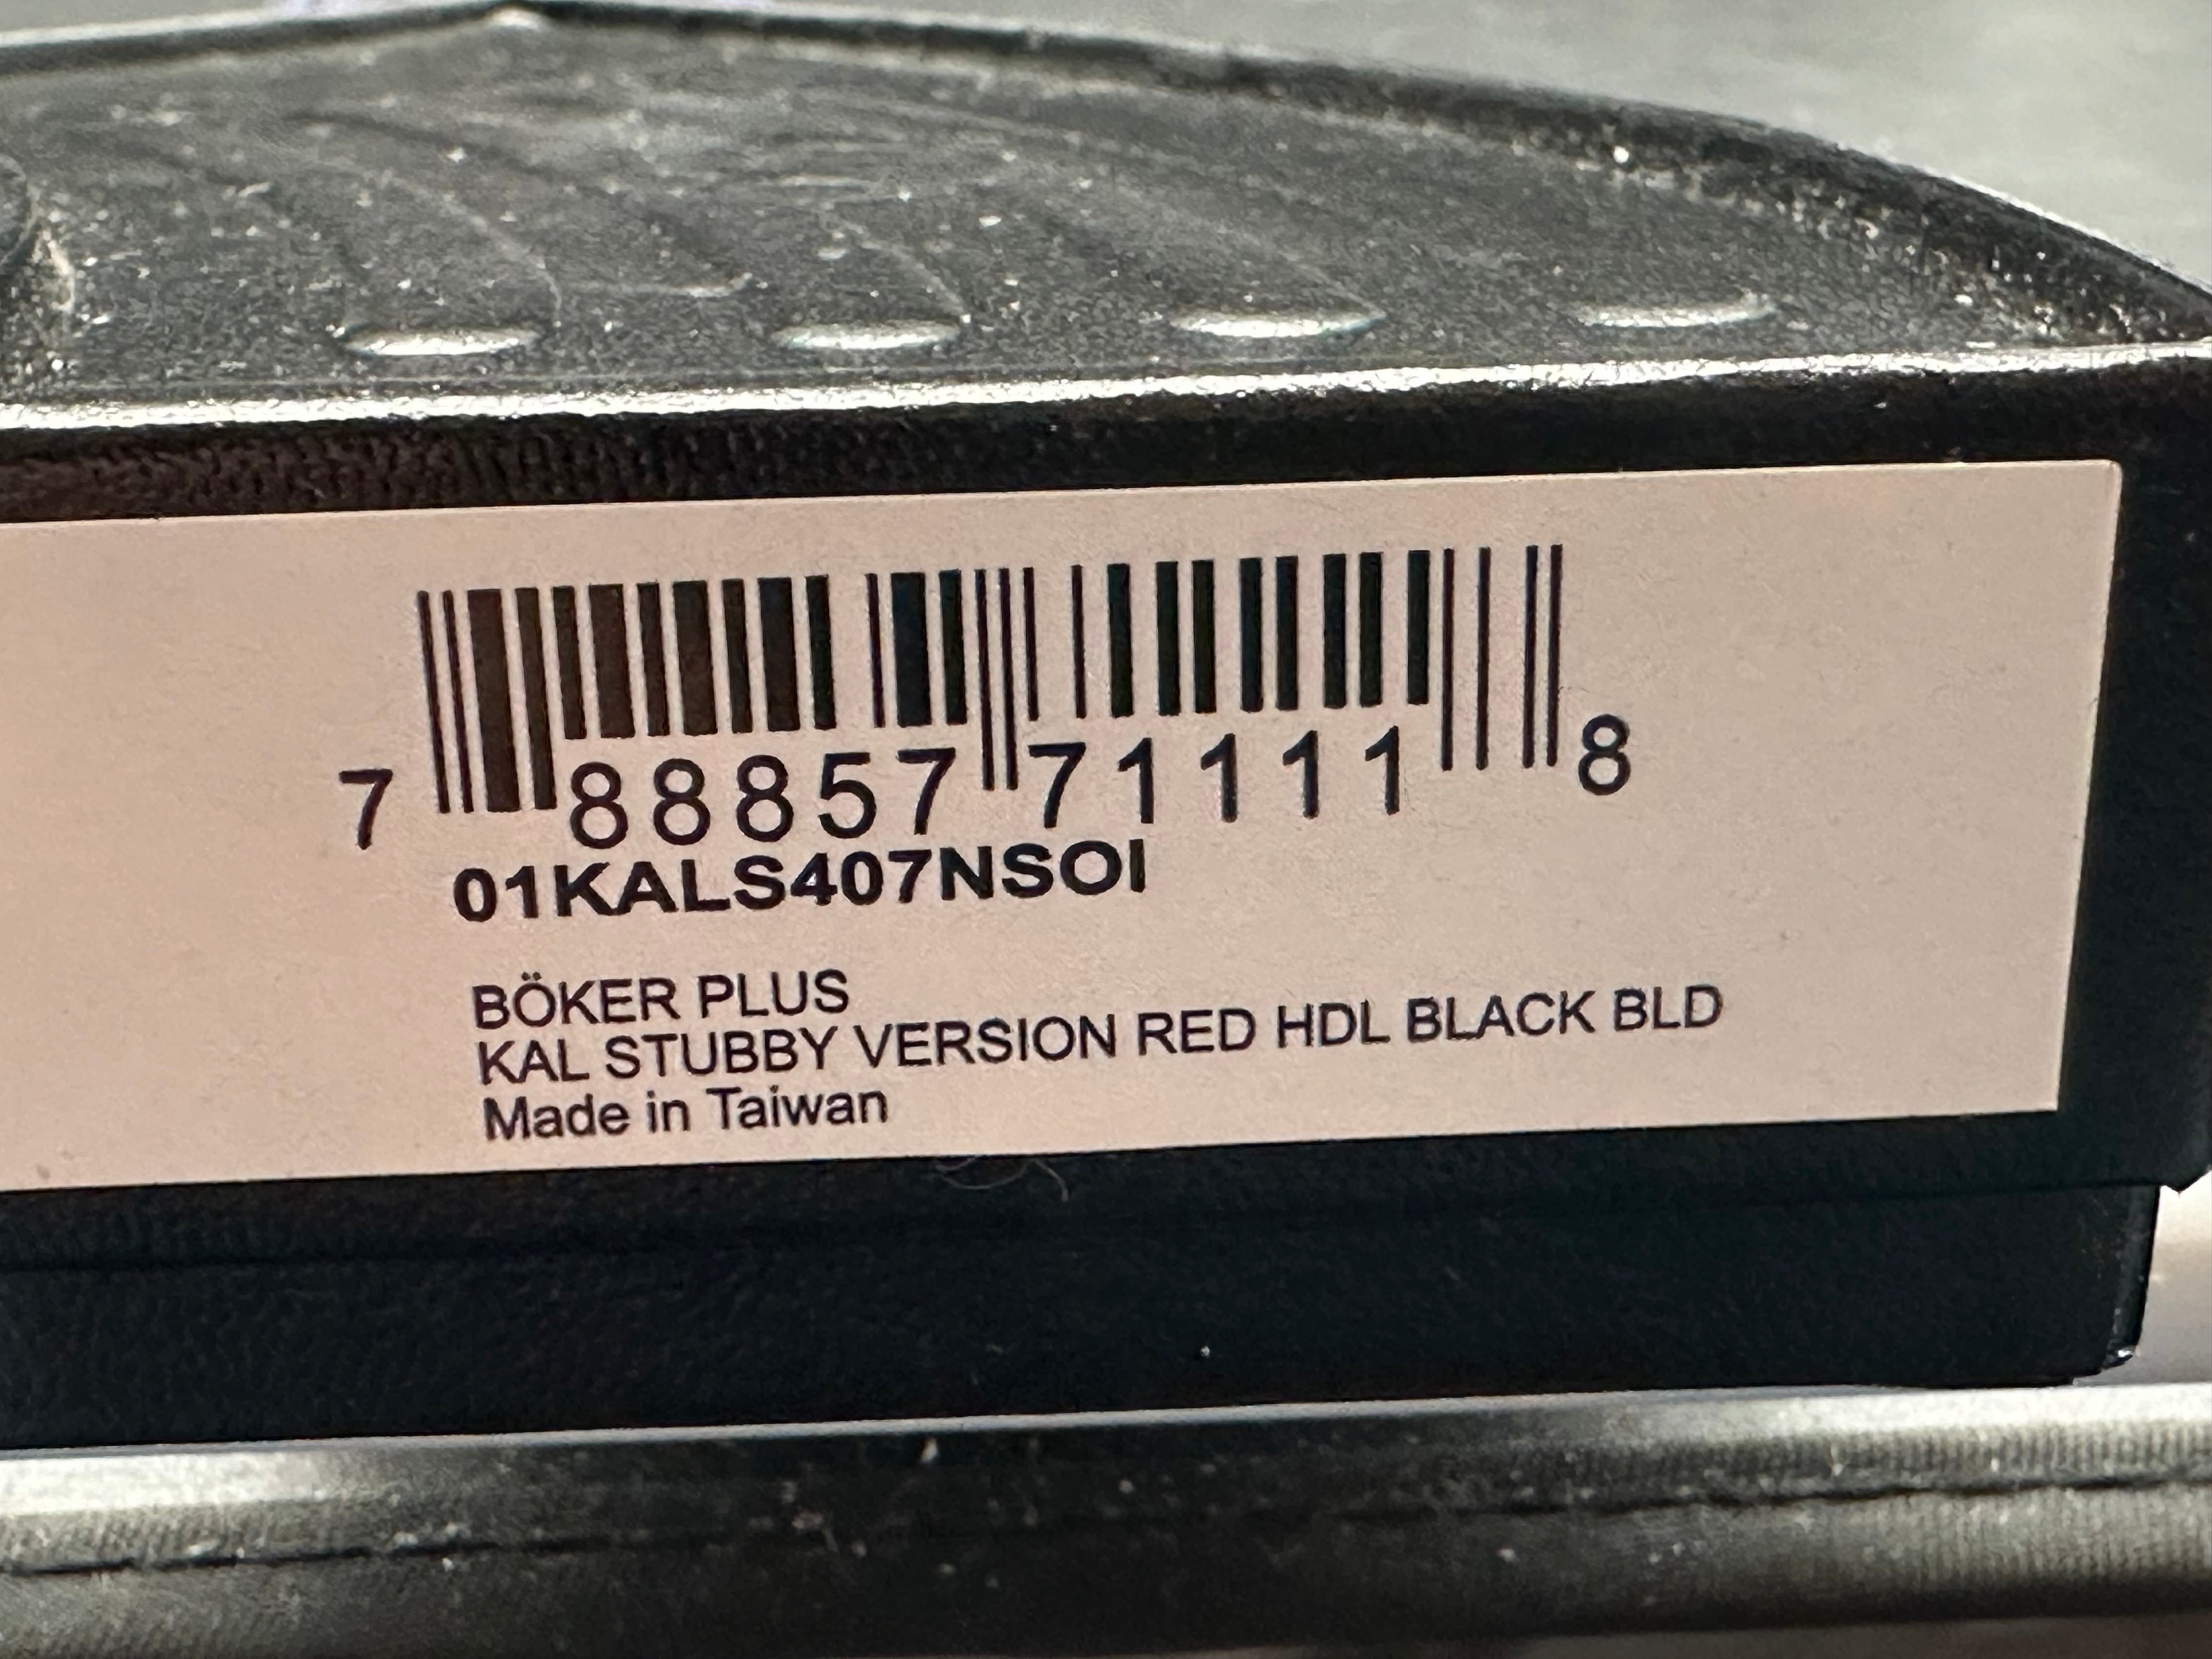 7 88857 71111 8
01KALS407NSOI
BÖKER PLUS
KAL STUBBY VERSION RED HDL BLACK BLD
Made in Taiwan